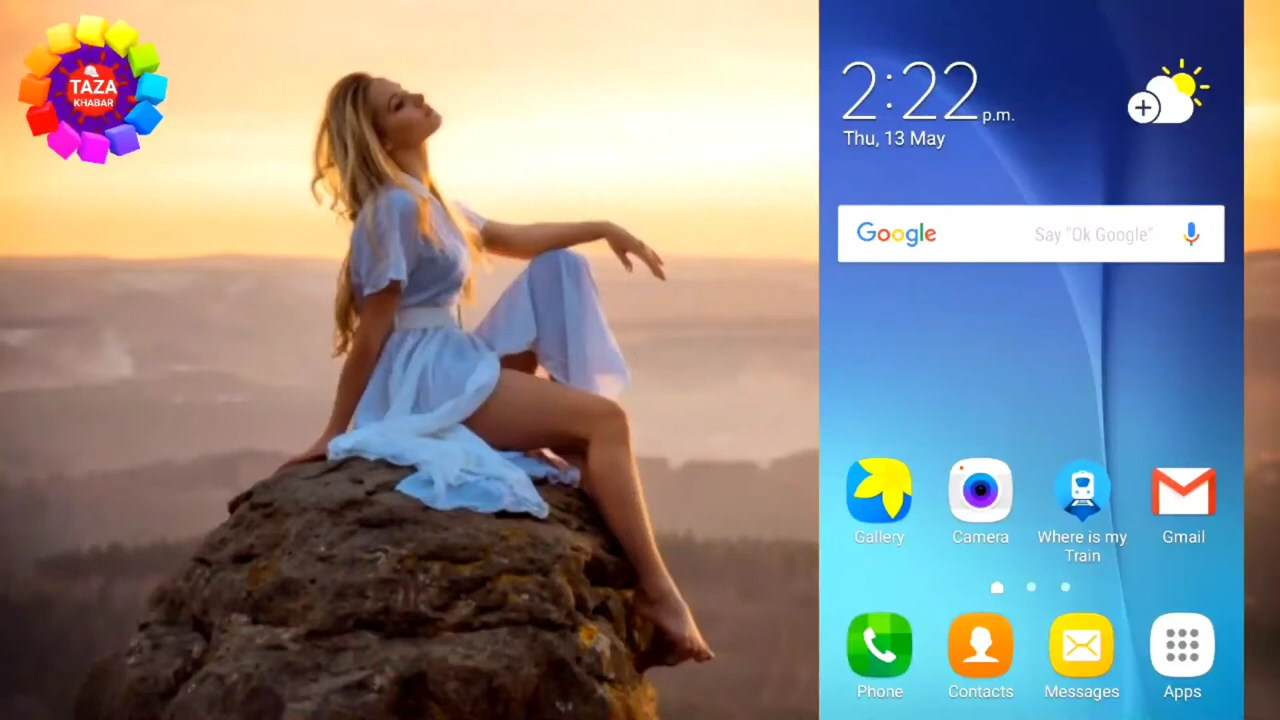 TAZA
KHABAR
2:22 p.m.
Thu, 13 May
Google Say "Ok Google"
Gallery Camera Where is my Train Gmail
Phone Contacts Messages Apps